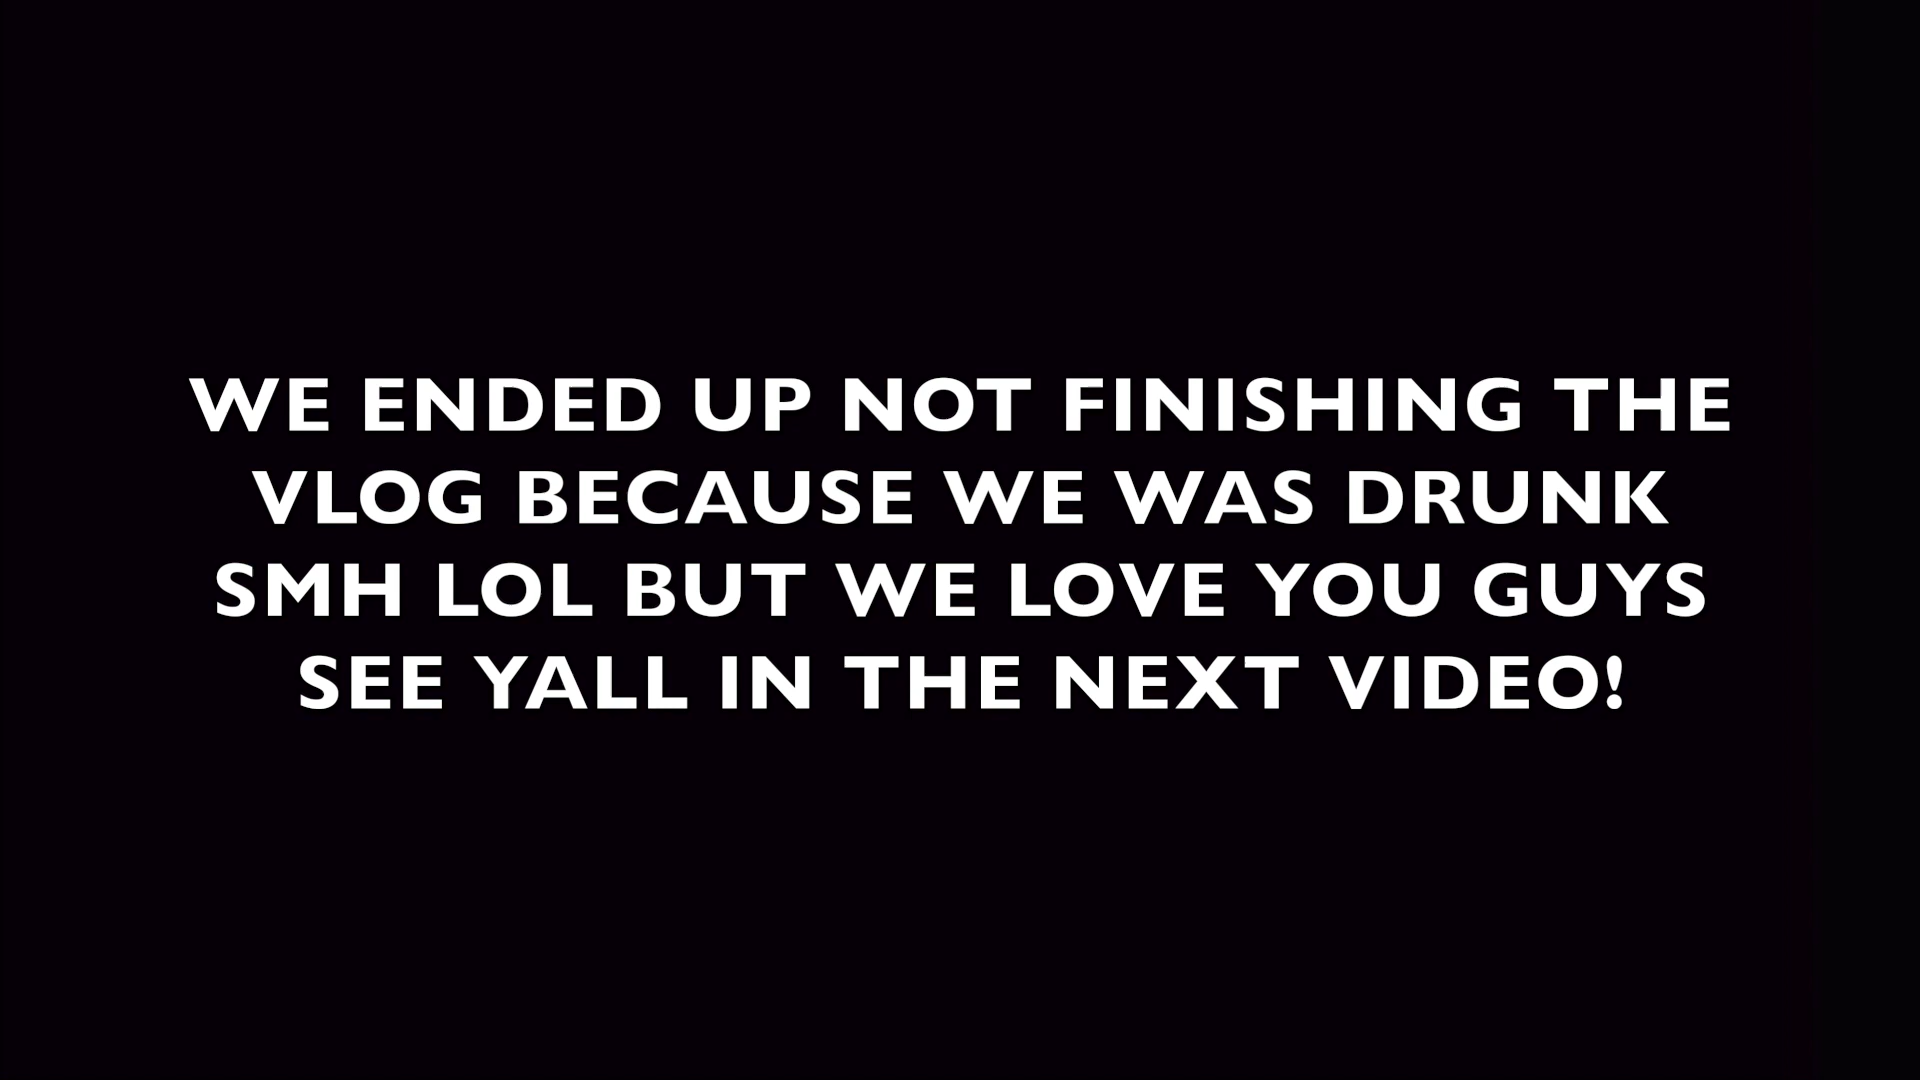 WE ENDED UP NOT FINISHING THE
VLOG BECAUSE WE WAS DRUNK
SMH LOL BUT WE LOVE YOU GUYS
SEE YALL IN THE NEXT VIDEO!